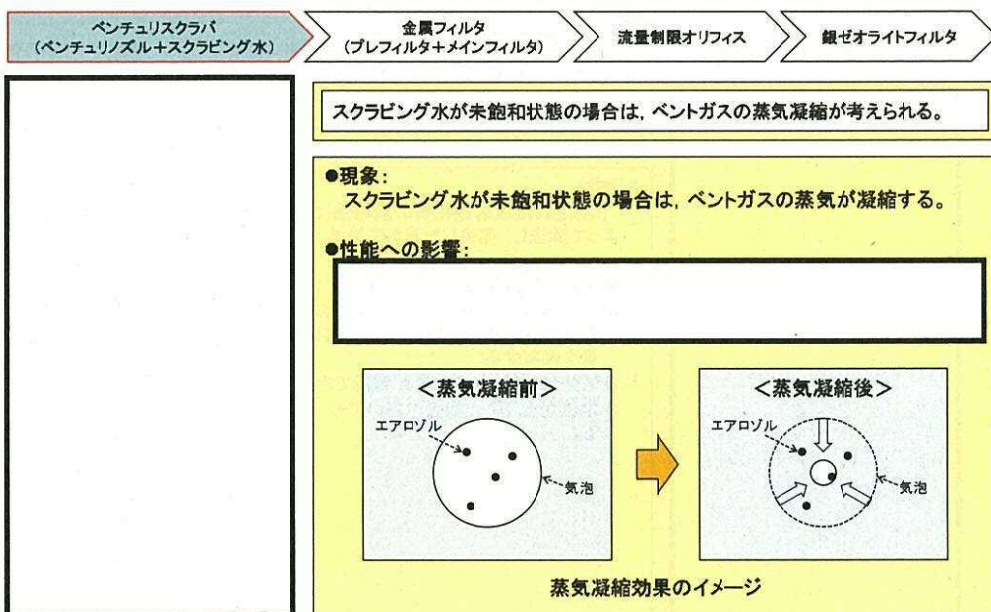 ベンチュリスクラバ
(ベンチュリノズル+スクラビング水)
金属フィルタ
(プレフィルタ+メインフィルタ)
流量制限オリフィス
銀ゼオライトフィルタ
スクラビング水が未飽和状態の場合は,ベントガスの蒸気凝縮が考えられる。
●現象:
スクラビング水が未飽和状態の場合は,ベントガスの蒸気が凝縮する。
●性能への影響:
<蒸気凝縮前>
エアロゾル
気泡
<蒸気凝縮後>
エアロゾル
気泡
蒸気凝縮効果のイメージ